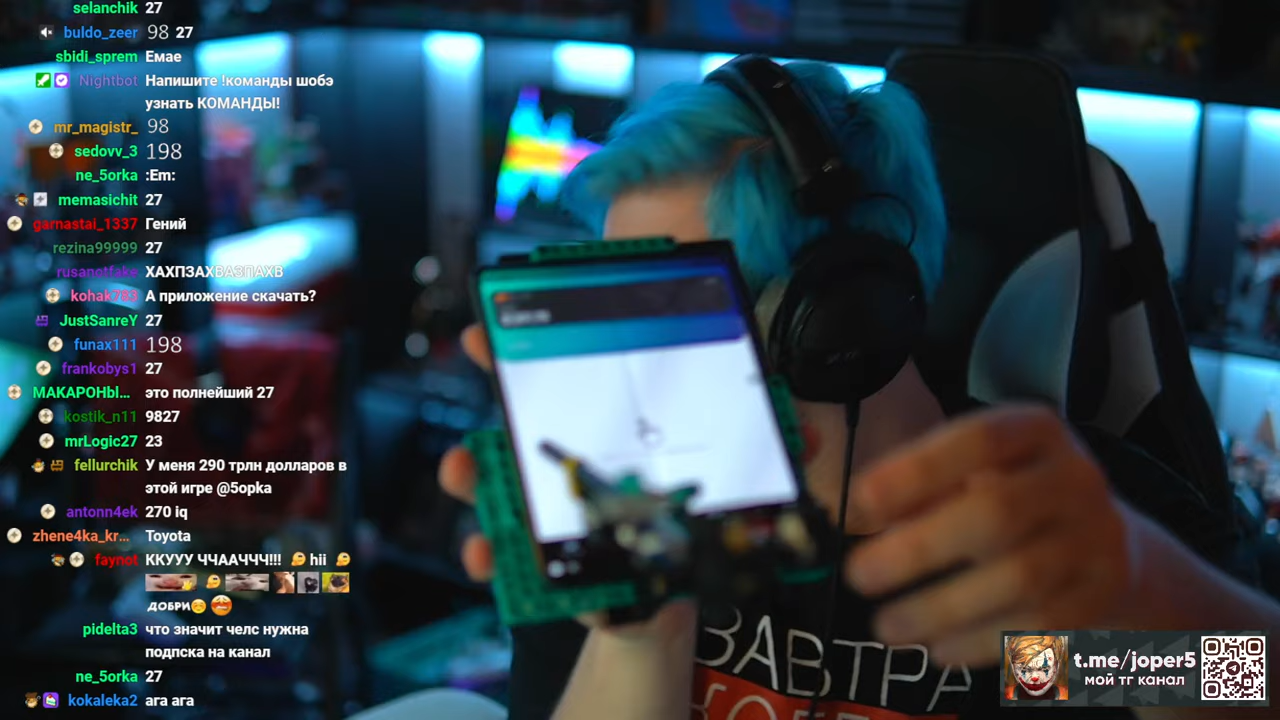 selanchik 27
buldo_zeer 98 27
sbidi_sprem Емае
Nightbot Напишите !команды шобэ
узнать КОМАНДЫ!
mr_magistr_ 98
sedovv_3 198
ne_5orka :Em:
memasichit 27
garnastai_1337 Гений
rezina99999 27
rusanotfake ХАХПЗАХВАЗПАХВ
kohak783 А приложение скачать?
JustSanreY 27
funax111 198
frankobys1 27
МАКАРОНЫ... это полнейший 27
kostik_n11 9827
mrLogic27 23
fellurchik У меня 290 трлн долларов в
этой игре @5opka
antonn4ek 270 iq
zhene4ka_kr... Toyota
faynot ККУУУ ЧЧАААЧЧЧ!!! hii
ДОБРИ
pidelta3 что значит челс нужна
подпска на канал
ne_5orka 27
kokaleka2 ara ara
ЗАВТРА
t.me/joper5
мой тг канал